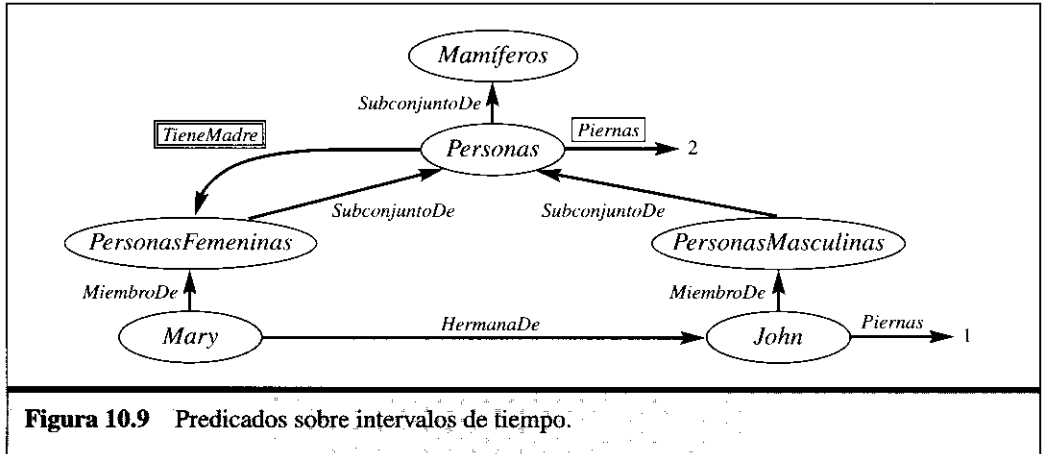 Mamíferos
SubconjuntoDe
TieneMadre
Piernas
Personas
2
SubconjuntoDe
SubconjuntoDe
PersonasFemeninas
PersonasMasculinas
MiembroDe
MiembroDe
HermanaDe
Piernas
Mary
John
1
Figura 10.9 Predicados sobre intervalos de tiempo.